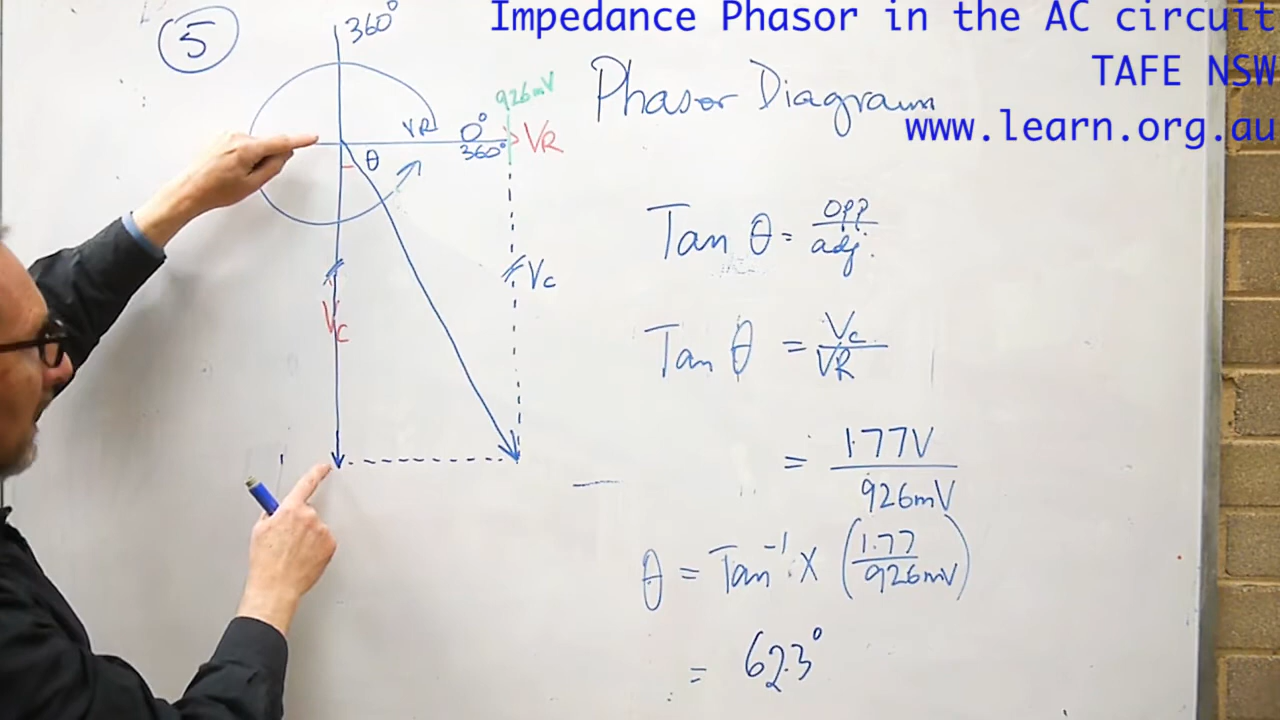 Impedance Phasor in the AC circuit
TAFE NSW
www.learn.org.au
5
360°
926mV
VR
0°
360°
VR
θ
Vc
Vc
Phasor Diagram
Tan θ = opp/adj.
Tan θ = Vc/VR
= 1.77V/926mV
θ = Tan⁻¹ × (1.77/926mV)
= 62.3°